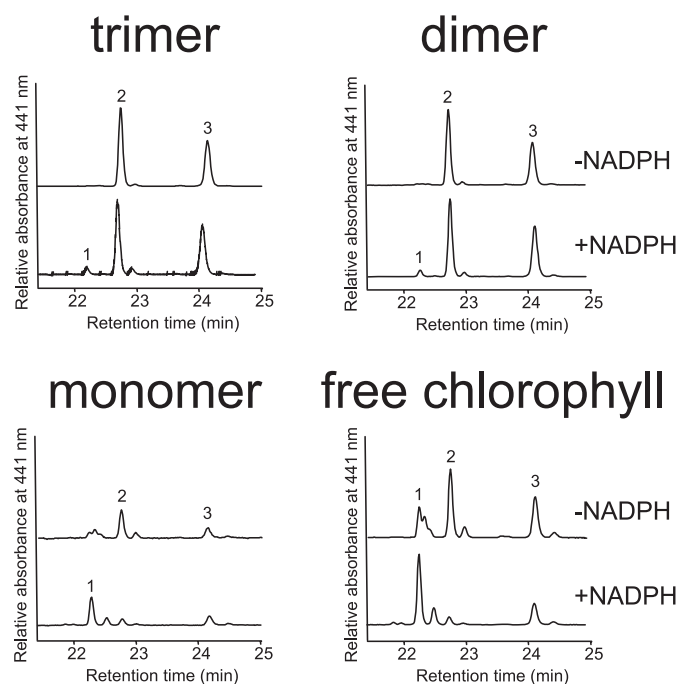 trimer
dimer
Relative absorbance at 441 nm
2
3
1
22 23 24 25
Retention time (min)
Relative absorbance at 441 nm
2
3
-NADPH
1
+NADPH
22 23 24 25
Retention time (min)
monomer
free chlorophyll
Relative absorbance at 441 nm
2
3
1
22 23 24 25
Retention time (min)
Relative absorbance at 441 nm
1
2
3
-NADPH
+NADPH
22 23 24 25
Retention time (min)